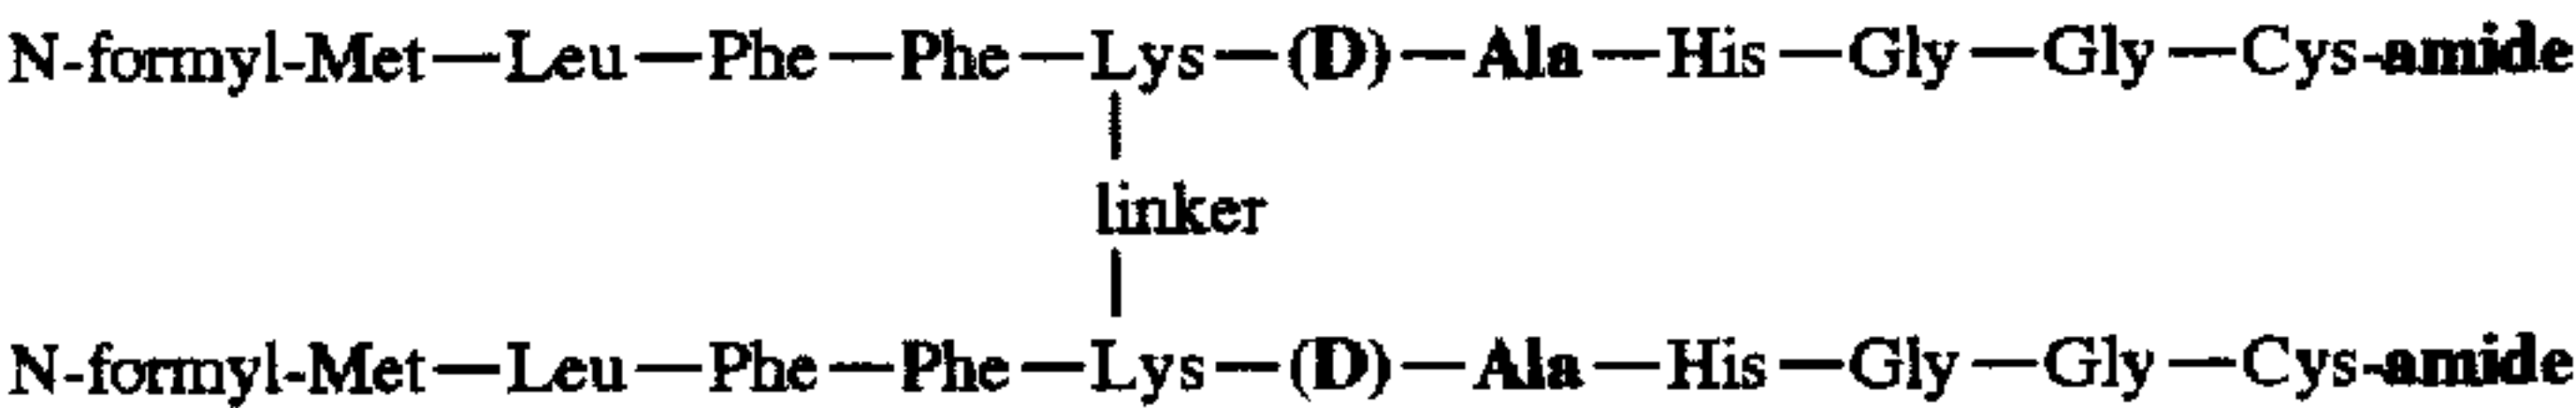 N-formyl-Met—Leu—Phe—Phe—Lys—(D)—Ala—His—Gly—Gly—Cys-amide
linker
N-formyl-Met—Leu—Phe—Phe—Lys—(D)—Ala—His—Gly—Gly—Cys-amide